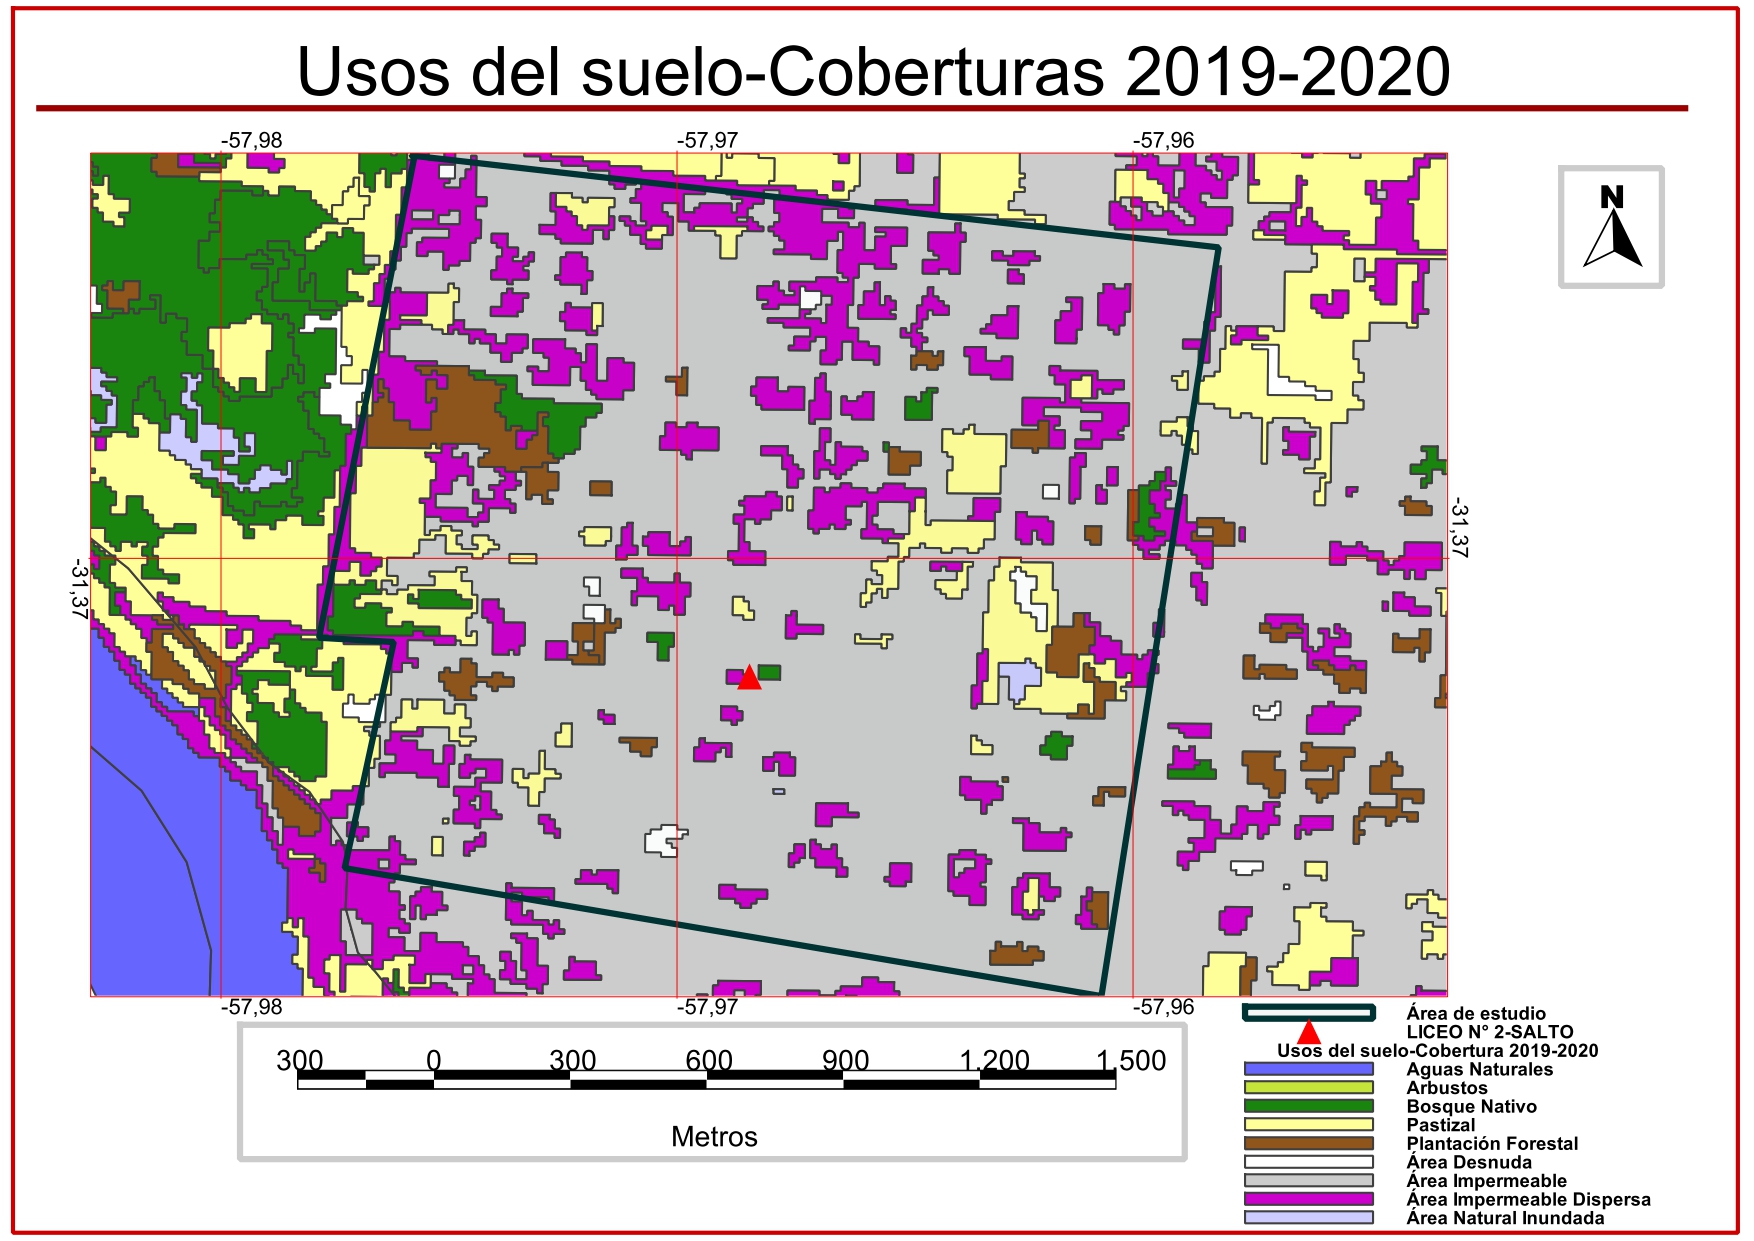 Usos del suelo-Coberturas 2019-2020
-57,98
-57,97
-57,96
N
-31,37
-31,37
-57,98
-57,97
-57,96
300 0 300 600 900 1.200 1.500
Metros
Área de estudio
LICEO N° 2-SALTO
Usos del suelo-Cobertura 2019-2020
Aguas Naturales
Arbustos
Bosque Nativo
Pastizal
Plantación Forestal
Área Desnuda
Área Impermeable
Área Impermeable Dispersa
Área Natural Inundada